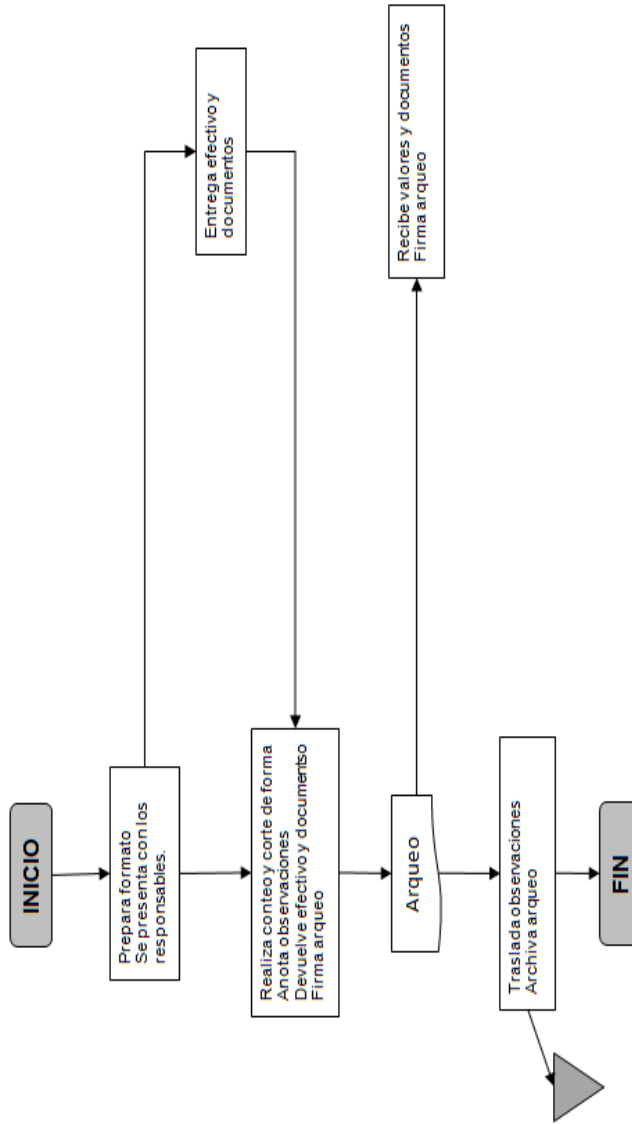 INICIO
Prepara formato
Se presenta con los
responsables.
Entrega efectivo y
documentos
Realiza conteo y corte de forma
Anota observaciones
Devuelve efectivo y documentso
Firma arqueo
Arqueo
Recibe valores y documentos
Firma arqueo
Traslada observaciones
Archiva arqueo
FIN